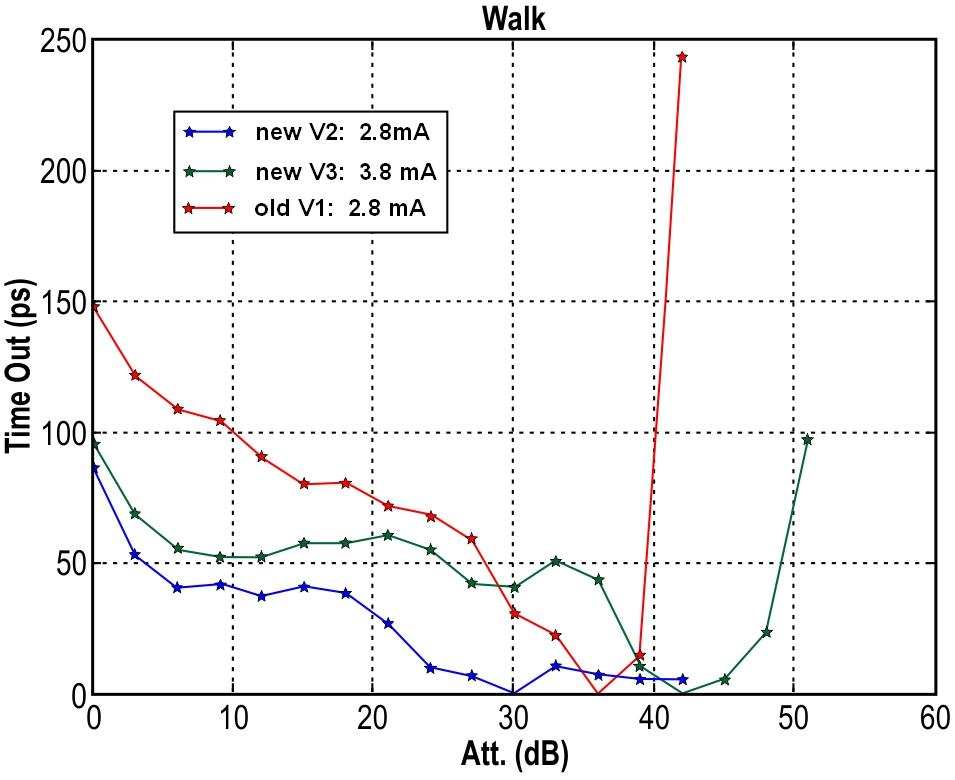 Walk
250
200
150
100
50
0
Time Out (ps)
new V2: 2.8mA
new V3: 3.8 mA
old V1: 2.8 mA
0 10 20 30 40 50 60
Att. (dB)